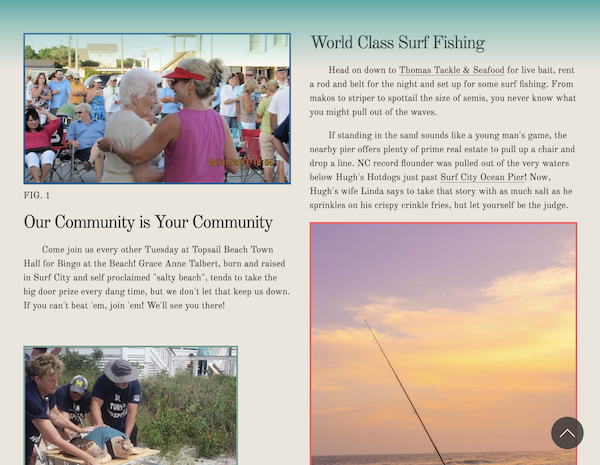 FIG. 1
Our Community is Your Community
Come join us every other Tuesday at Topsail Beach Town
Hall for Bingo at the Beach! Grace Anne Talbert, born and raised
in Surf City and self proclaimed "salty beach", tends to take the
big door prize every dang time, but we don't let that keep us down.
If you can't beat 'em, join 'em! We'll see you there!
World Class Surf Fishing
Head on down to Thomas Tackle & Seafood for live bait, rent
a rod and belt for the night and set up for some surf fishing. From
makos to striper to spottail the size of semis, you never know what
you might pull out of the waves.
If standing in the sand sounds like a young man's game, the
nearby pier offers plenty of prime real estate to pull up a chair and
drop a line. NC record flounder was pulled out of the very waters
below Hugh's Hotdogs just past Surf City Ocean Pier! Now,
Hugh's wife Linda says to take that story with as much salt as he
sprinkles on his crispy crinkle fries, but let yourself be the judge.